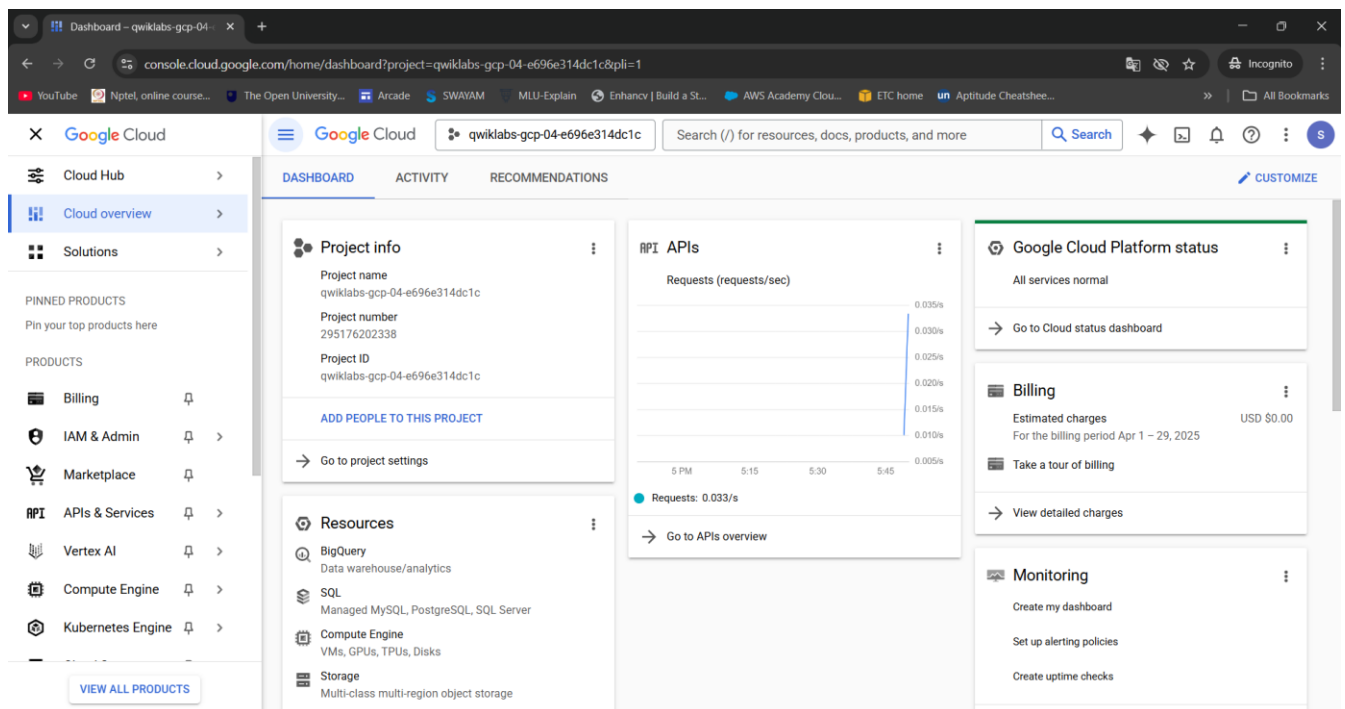 Dashboard – qwiklabs-gcp-04-
console.cloud.google.com/home/dashboard?project=qwiklabs-gcp-04-e696e314dc1c&pli=1
Incognito
YouTube
Nptel, online course...
The Open University...
Arcade
SWAYAM
MLU-Explain
Enhancv | Build a St...
AWS Academy Clou...
ETC home
un Aptitude Cheatshee...
»
All Bookmarks
Google Cloud
Cloud Hub
Cloud overview
Solutions
PINNED PRODUCTS
Pin your top products here
PRODUCTS
Billing
IAM & Admin
Marketplace
API APIs & Services
Vertex AI
Compute Engine
Kubernetes Engine
VIEW ALL PRODUCTS
Google Cloud
qwiklabs-gcp-04-e696e314dc1c
Search (/) for resources, docs, products, and more
Search
S
DASHBOARD
ACTIVITY
RECOMMENDATIONS
CUSTOMIZE
Project info
Project name
qwiklabs-gcp-04-e696e314dc1c
Project number
295176202338
Project ID
qwiklabs-gcp-04-e696e314dc1c
ADD PEOPLE TO THIS PROJECT
Go to project settings
Resources
BigQuery
Data warehouse/analytics
SQL
Managed MySQL, PostgreSQL, SQL Server
Compute Engine
VMs, GPUs, TPUs, Disks
Storage
Multi-class multi-region object storage
API APIs
Requests (requests/sec)
0.035/s
0.030/s
0.025/s
0.020/s
0.015/s
0.010/s
0.005/s
5 PM
5:15
5:30
5:45
Requests: 0.033/s
Go to APIs overview
Google Cloud Platform status
All services normal
Go to Cloud status dashboard
Billing
Estimated charges
USD $0.00
For the billing period Apr 1 – 29, 2025
Take a tour of billing
View detailed charges
Monitoring
Create my dashboard
Set up alerting policies
Create uptime checks